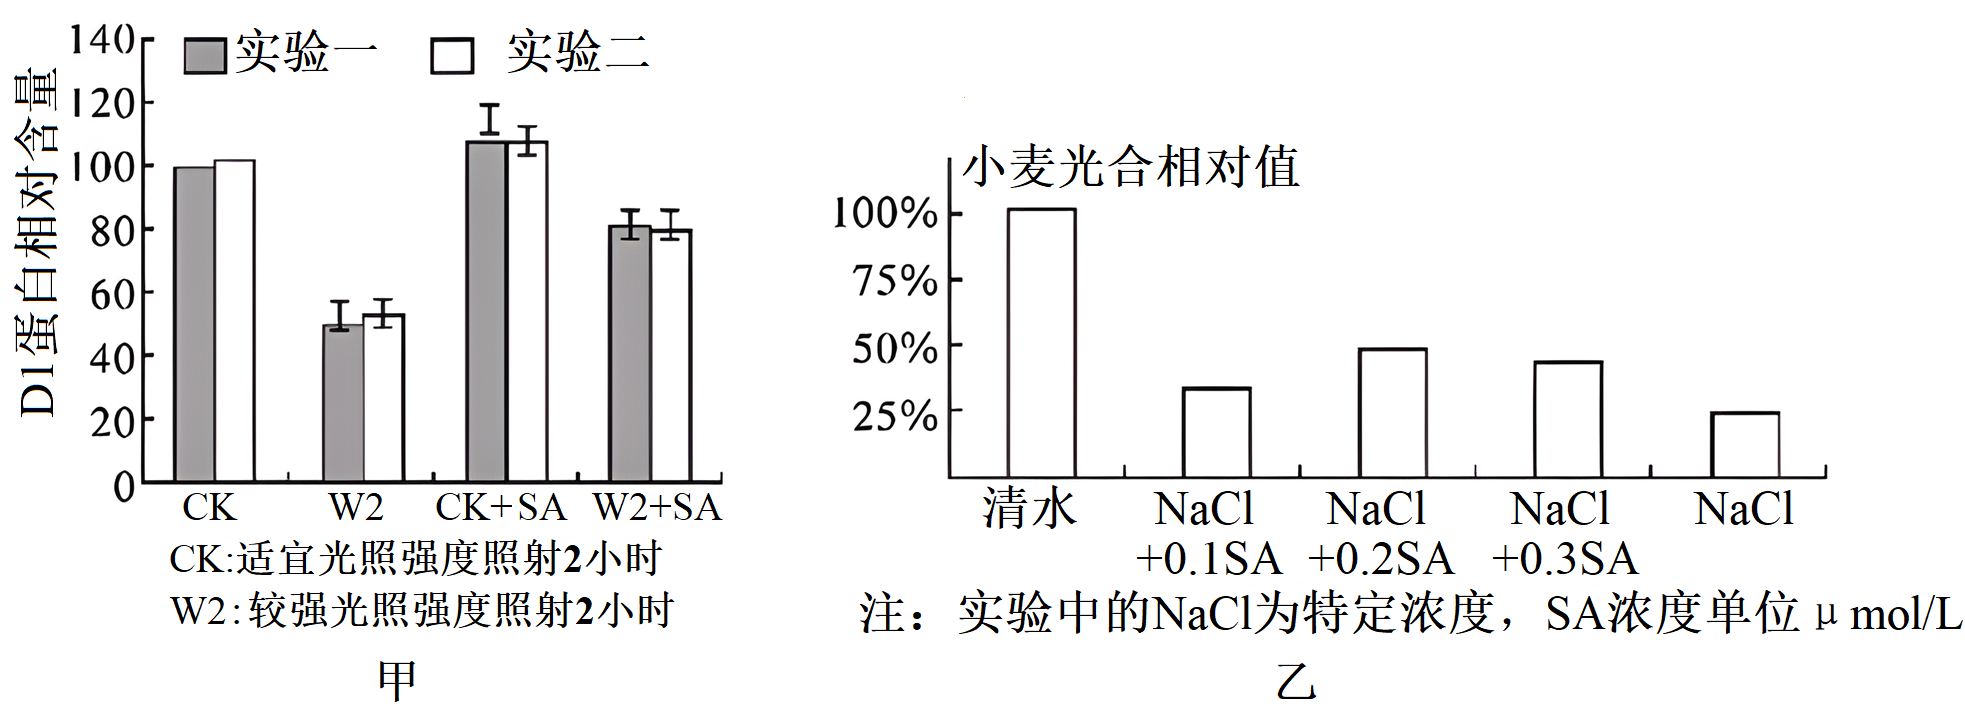 D1蛋白相对含量
140
120
100
80
60
40
20
0
实验一
实验二
CK
W2
CK+SA
W2+SA
CK:适宜光照强度照射2小时
W2:较强光照强度照射2小时
甲
小麦光合相对值
100%
75%
50%
25%
清水
NaCl
+0.1SA
NaCl
+0.2SA
NaCl
+0.3SA
NaCl
注：实验中的NaCl为特定浓度，SA浓度单位μmol/L
乙